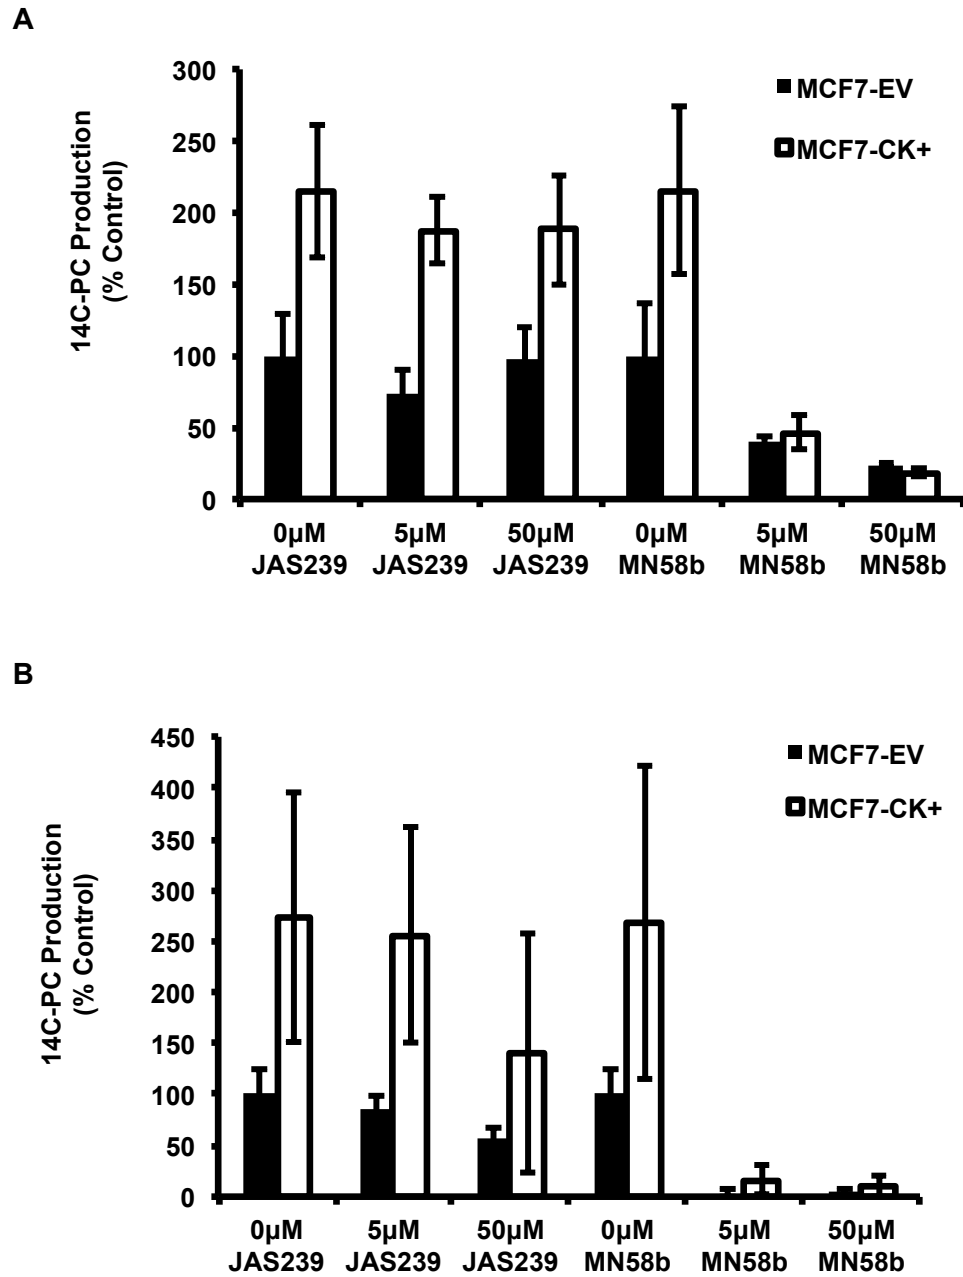 A
300
250
200
150
100
50
0
14C-PC Production
(% Control)
MCF7-EV
MCF7-CK+
0µM
JAS239
5µM
JAS239
50µM
JAS239
0µM
MN58b
5µM
MN58b
50µM
MN58b
B
450
400
350
300
250
200
150
100
50
0
14C-PC Production
(% Control)
MCF7-EV
MCF7-CK+
0µM
JAS239
5µM
JAS239
50µM
JAS239
0µM
MN58b
5µM
MN58b
50µM
MN58b